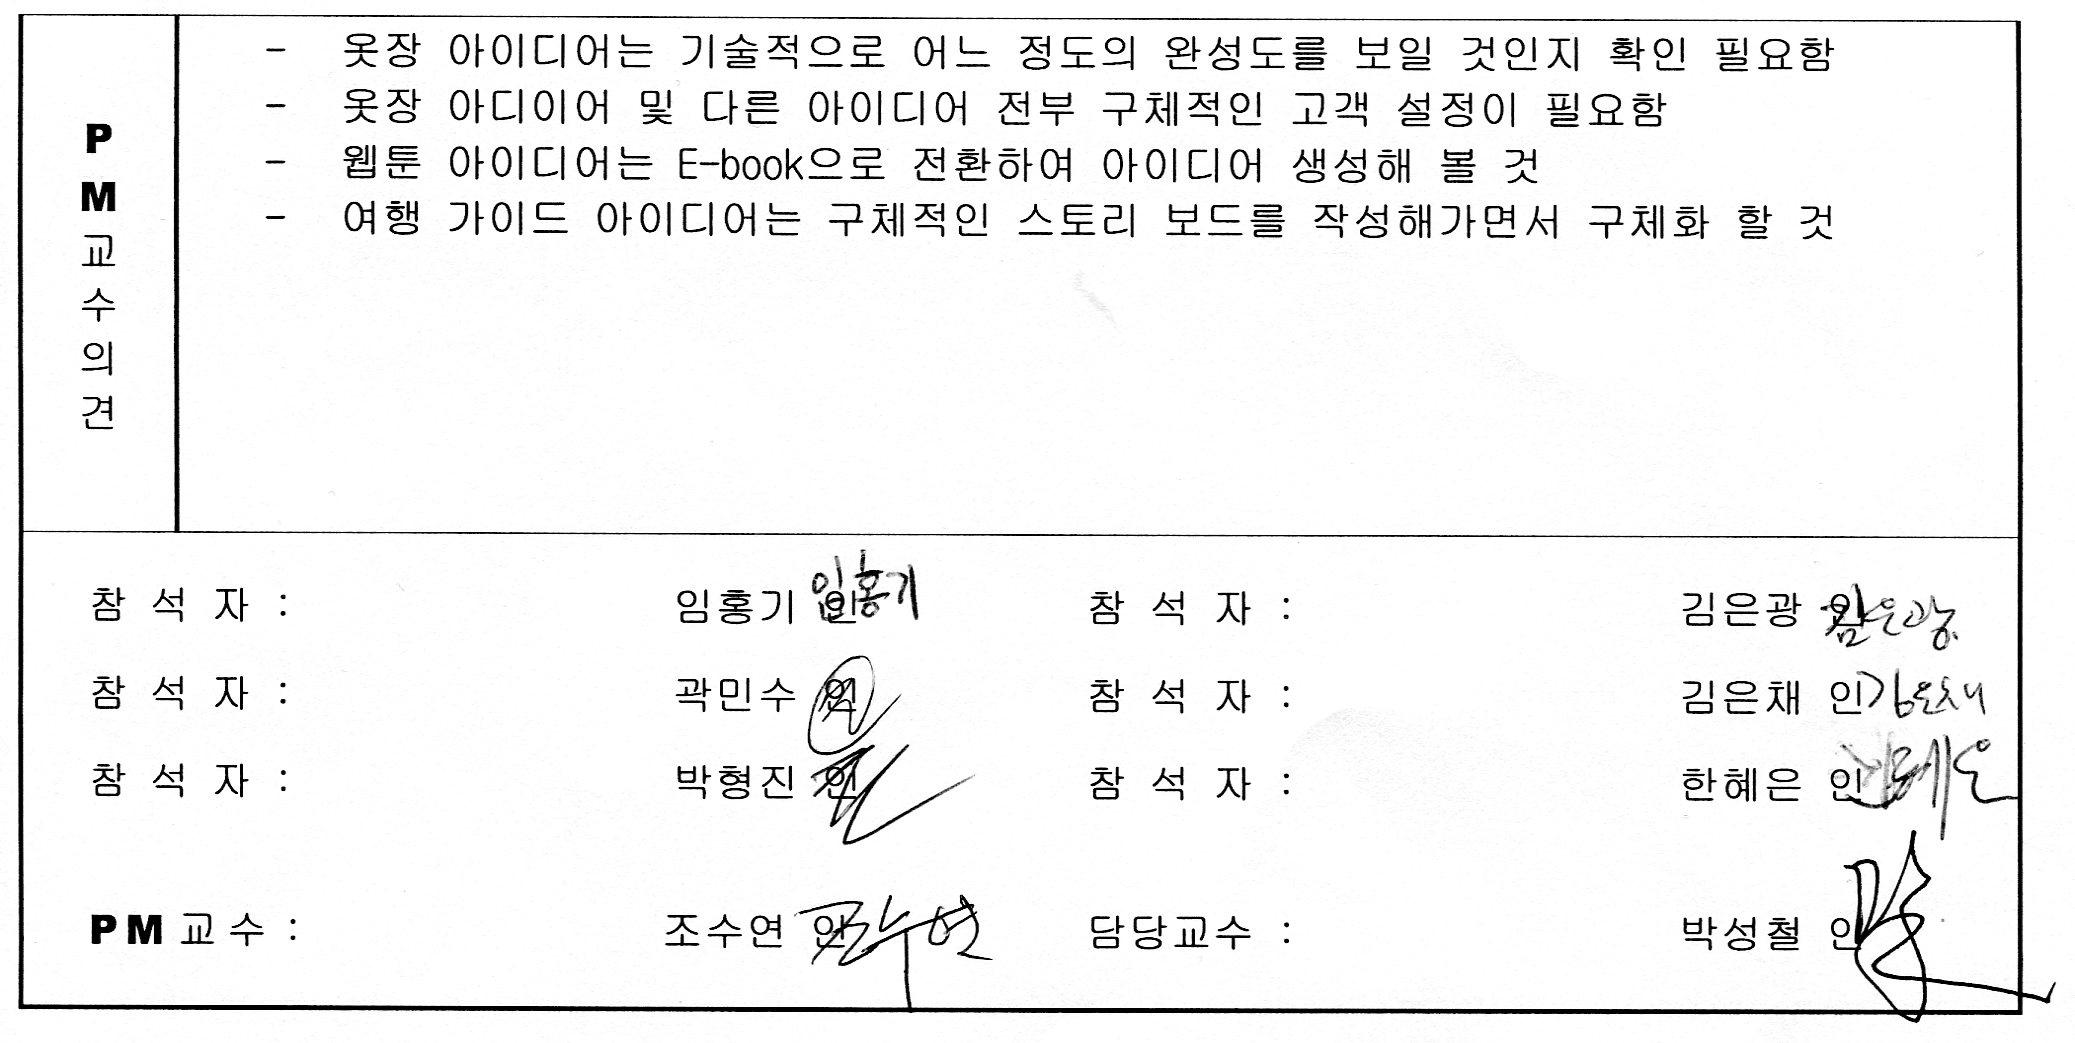 PM교수의견
- 옷장 아이디어는 기술적으로 어느 정도의 완성도를 보일 것인지 확인 필요함
- 옷장 아디이어 및 다른 아이디어 전부 구체적인 고객 설정이 필요함
- 웹툰 아이디어는 E-book으로 전환하여 아이디어 생성해 볼 것
- 여행 가이드 아이디어는 구체적인 스토리 보드를 작성해가면서 구체화 할 것
참 석 자 : 임홍기 인 임홍기 참 석 자 : 김은광 인 김은광
참 석 자 : 곽민수 인 참 석 자 : 김은채 인 김은채
참 석 자 : 박형진 인 참 석 자 : 한혜은 인
PM교수 : 조수연 인 조수연 담당교수 : 박성철 인